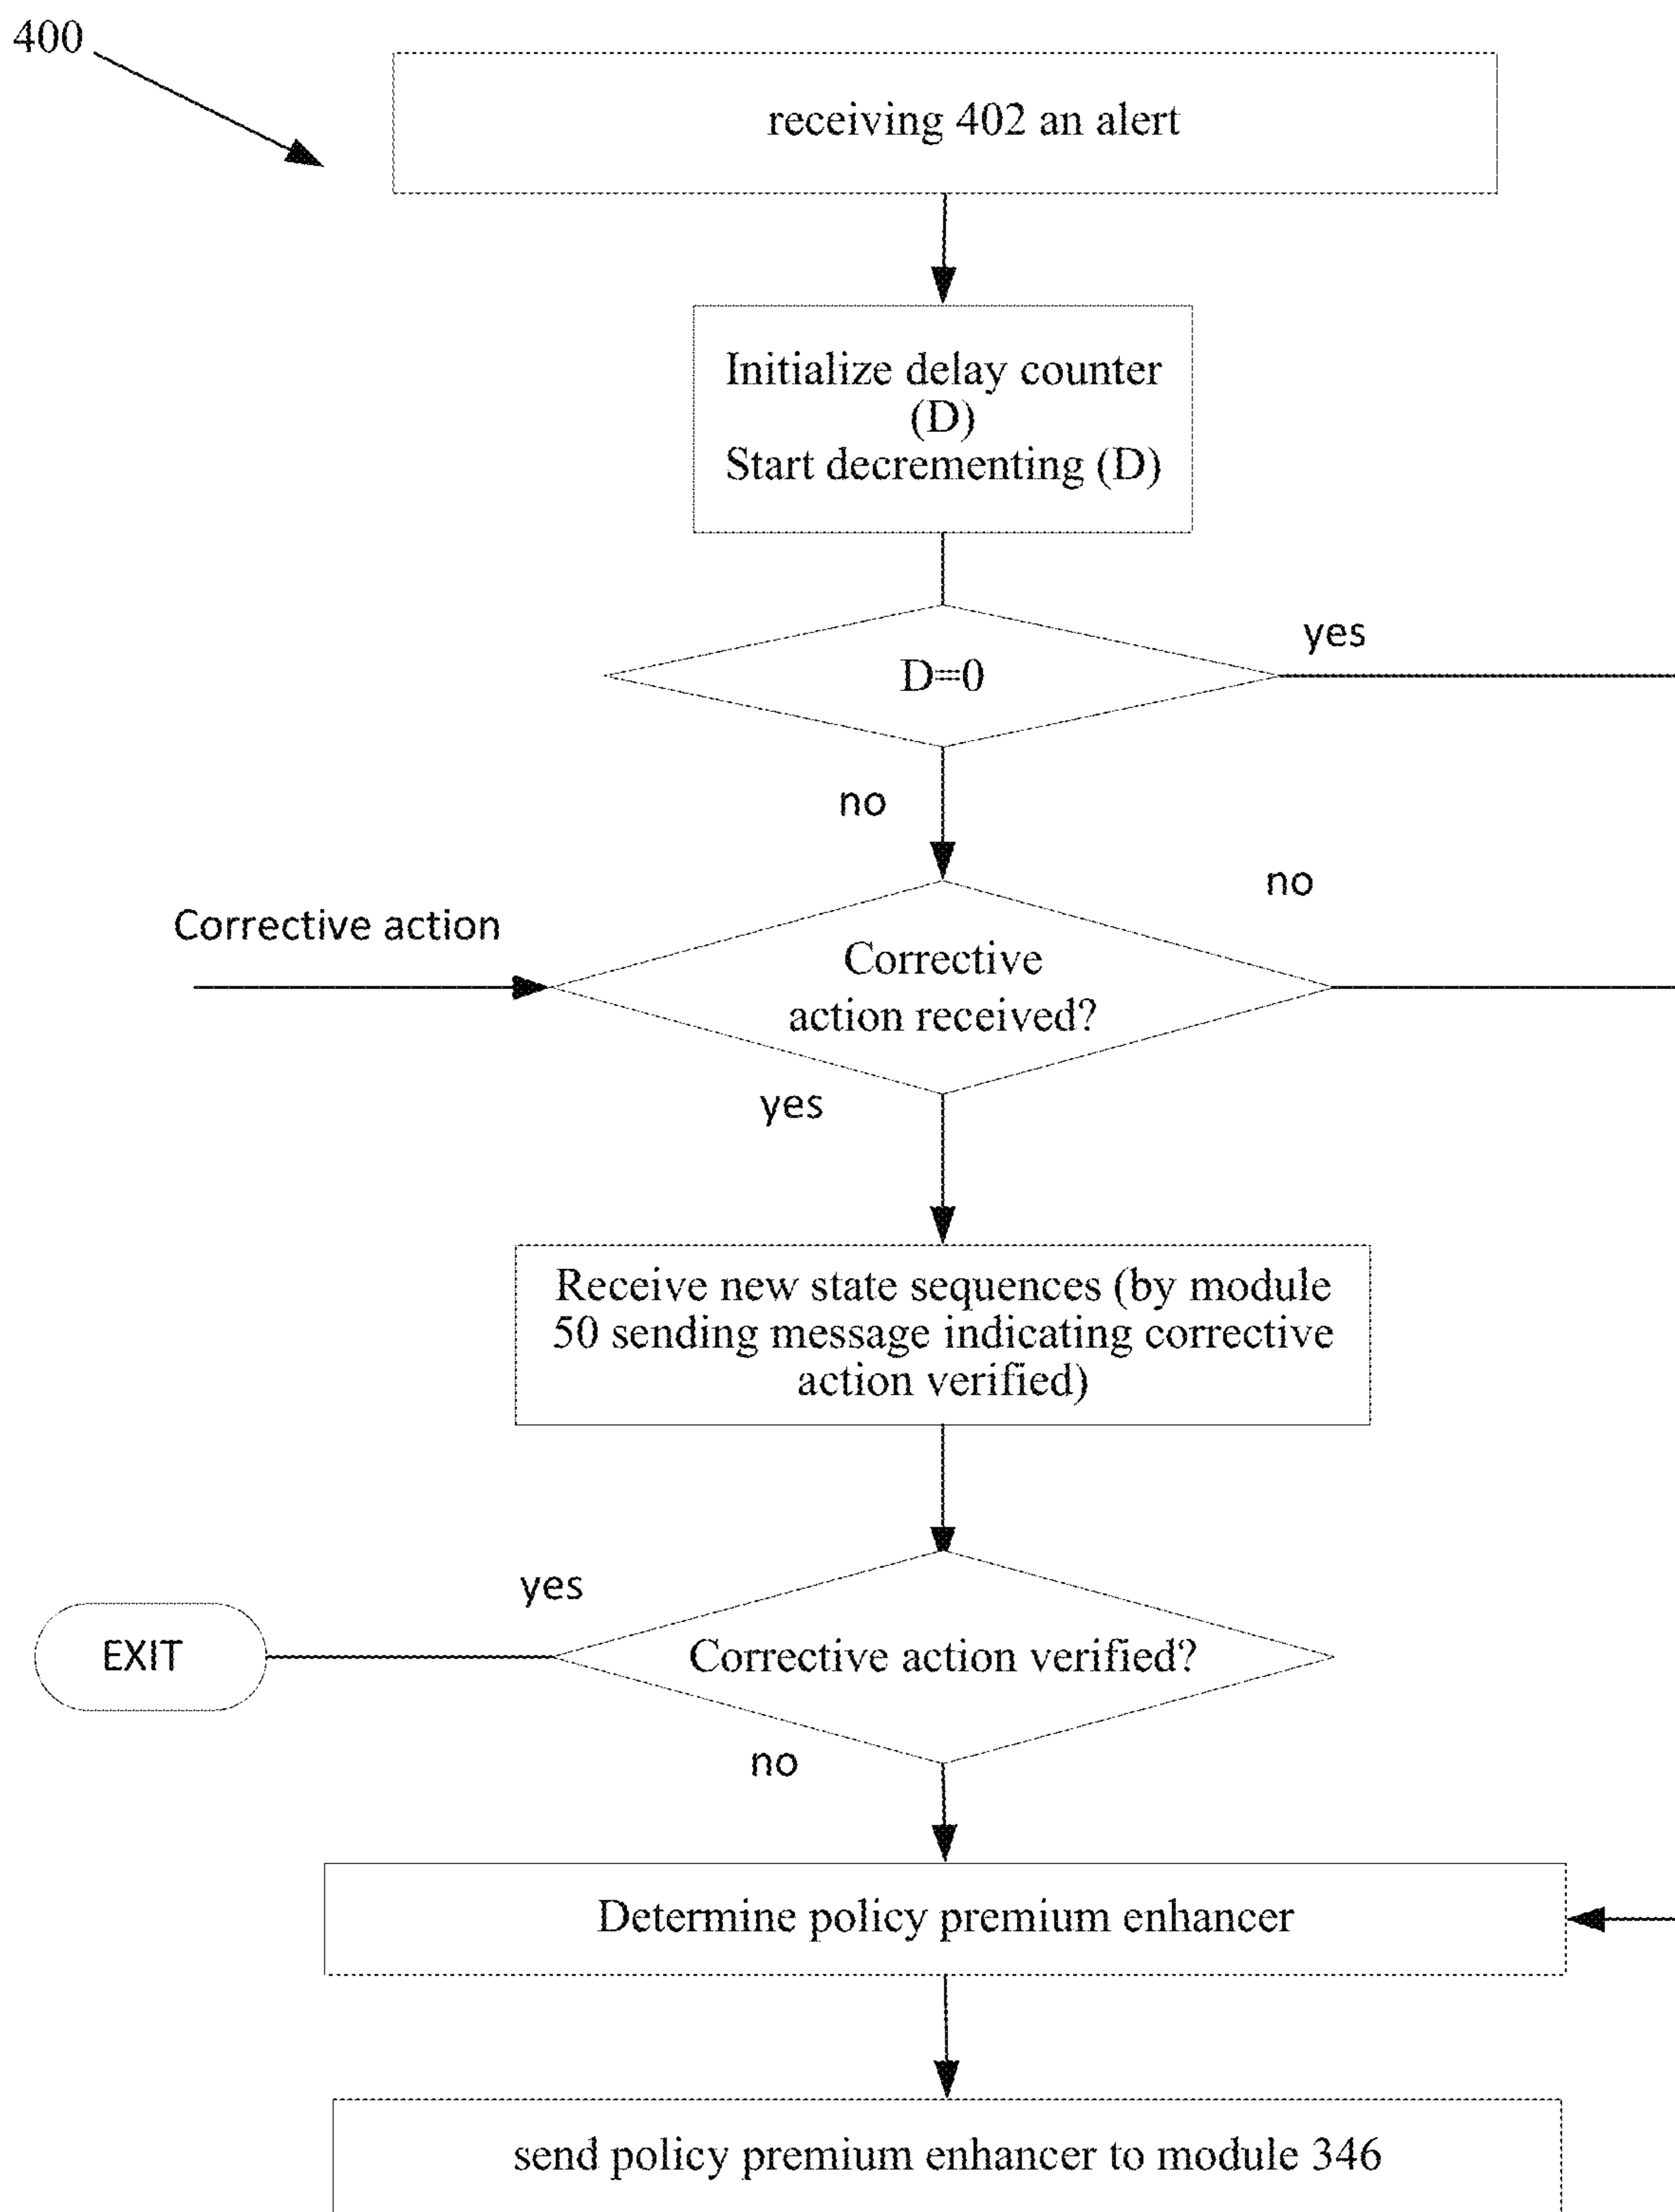 400
receiving 402 an alert
Initialize delay counter
(D)
Start decrementing (D)
D=0
yes
no
no
Corrective action
Corrective
action received?
yes
Receive new state sequences (by module
50 sending message indicating corrective
action verified)
yes
EXIT
Corrective action verified?
no
Determine policy premium enhancer
send policy premium enhancer to module 346